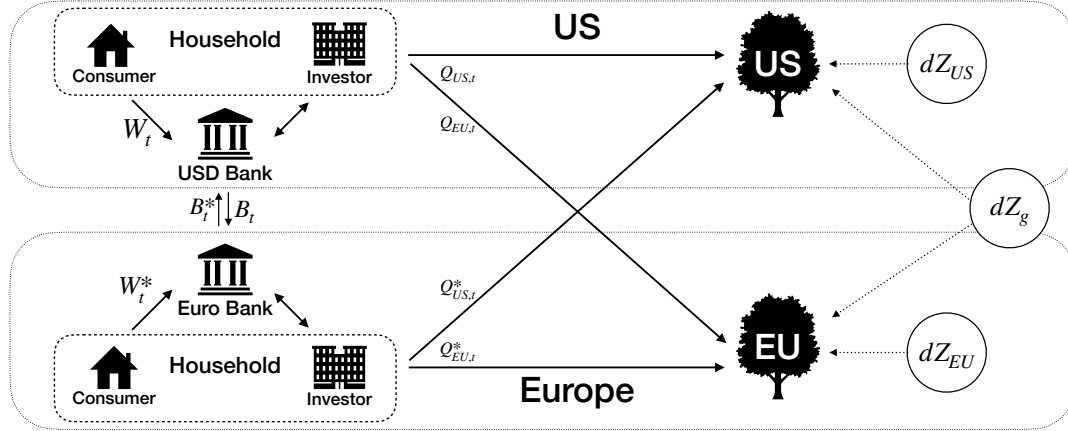 Household
Consumer
Investor
US
Q_{US,t}
Q_{EU,t}
US
dZ_{US}
W_t
USD Bank
B_t^*
B_t
dZ_g
W_t^*
Euro Bank
Q_{US,t}^*
Q_{EU,t}^*
Household
Consumer
Investor
Europe
EU
dZ_{EU}